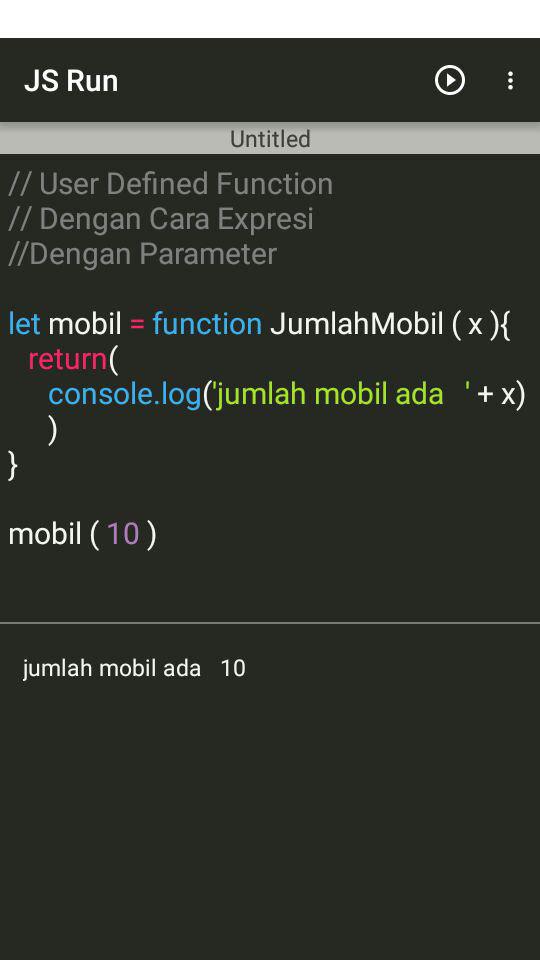 JS Run
Untitled
// User Defined Function
// Dengan Cara Expresi
//Dengan Parameter
let mobil = function JumlahMobil ( x ){
return(
console.log('jumlah mobil ada   ' + x)
)
}
mobil ( 10 )
jumlah mobil ada   10